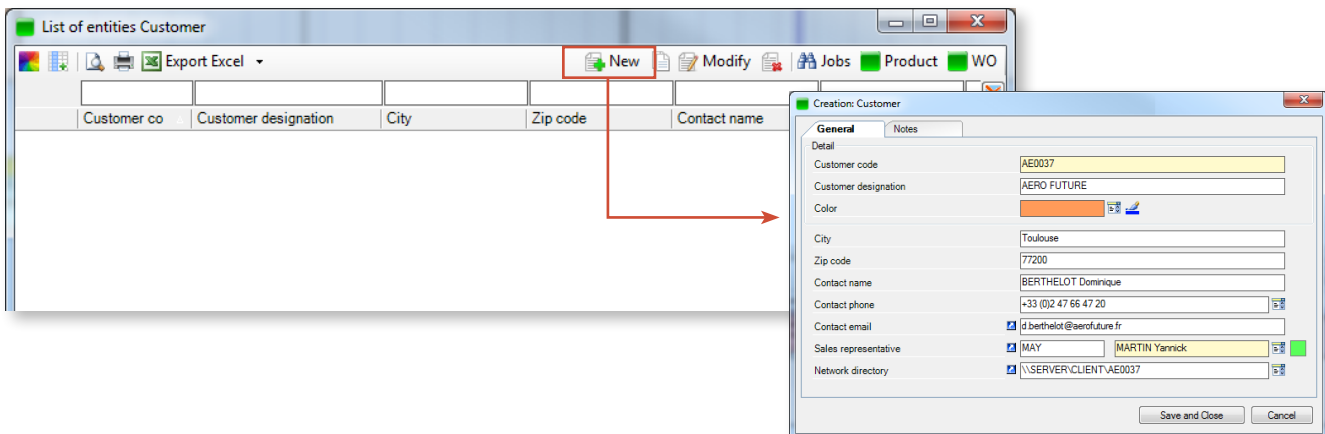 List of entities Customer
Export Excel New Modify Jobs Product WO
Customer co Customer designation City Zip code Contact name
Creation: Customer
General Notes
Detail
Customer code AE0037
Customer designation AERO FUTURE
Color
City Toulouse
Zip code 77200
Contact name BERTHELOT Dominique
Contact phone +33 (0)2 47 66 47 20
Contact email d.berthelot@aerofuture.fr
Sales representative MAY MARTIN Yannick
Network directory \\SERVER\CLIENT\AE0037
Save and Close Cancel